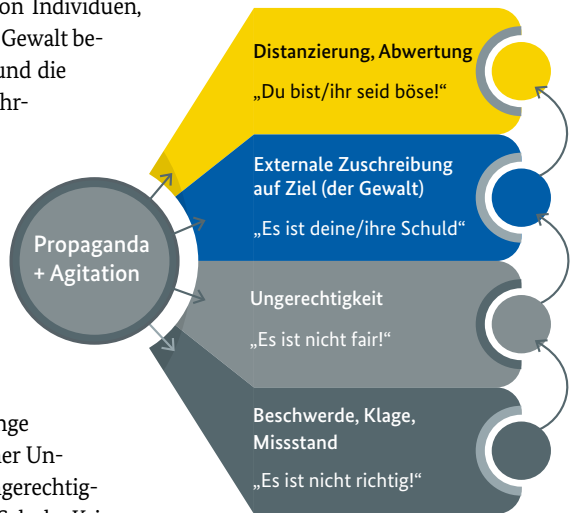 on Individuen,
Gewalt be-
und die
hr-
Distanzierung, Abwertung
„Du bist/ihr seid böse!“
Externale Zuschreibung
auf Ziel (der Gewalt)
„Es ist deine/ihre Schuld“
Propaganda
+ Agitation
Ungerechtigkeit
„Es ist nicht fair!“
Beschwerde, Klage,
Missstand
„Es ist nicht richtig!“
nge
er Un-
gerechtig-